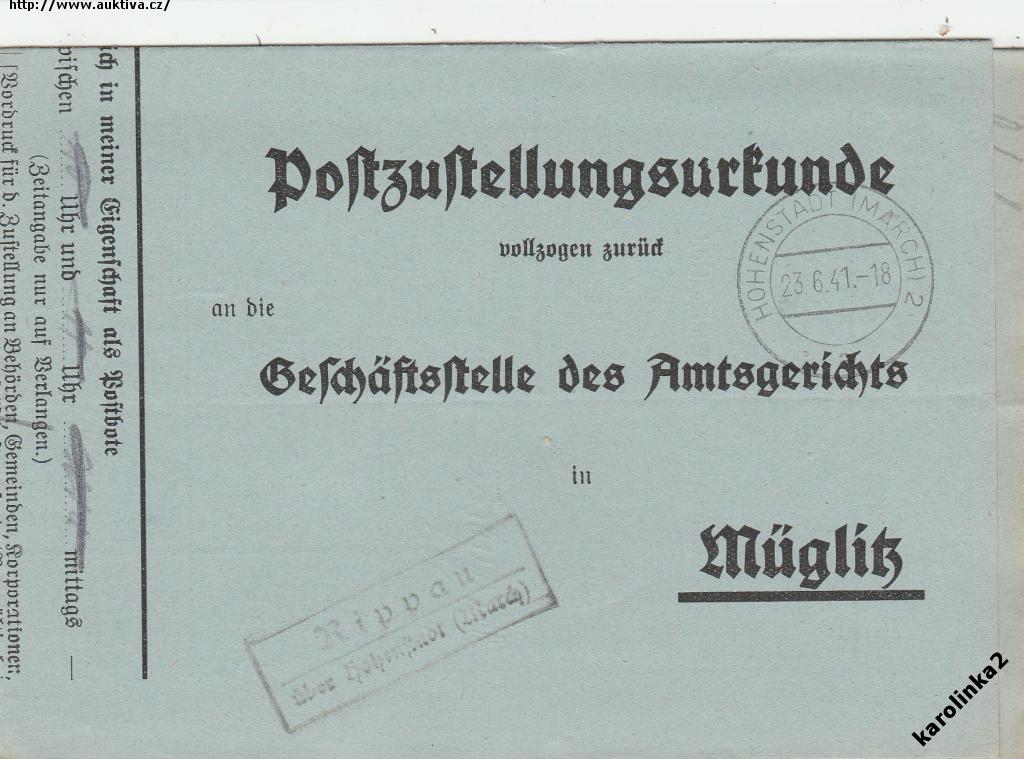 http://www.auktiva.cz/
Postzustellungsurkunde
vollzogen zurück
an die
Geschäftsstelle des Amtsgerichts
in
Müglitz
HOHENSTADT (MARCH) 2
23.6.41.-18
über Hohenstadt (March)
ich in meiner Eigenschaft als Postbote
Uhr und Uhr mittags —
(Zeitangabe nur auf Verlangen.)
[Vordruck für d. Zustellung an Behörden, Gemeinden, Korporationen,
karolinka2